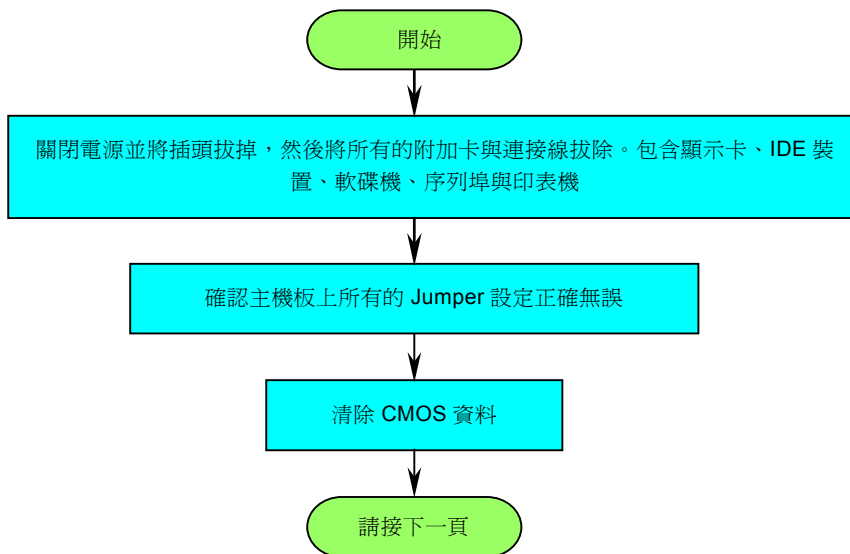 開始
關閉電源並將插頭拔掉，然後將所有的附加卡與連接線拔除。包含顯示卡、IDE 裝
置、軟碟機、序列埠與印表機
確認主機板上所有的 Jumper 設定正確無誤
清除 CMOS 資料
請接下一頁